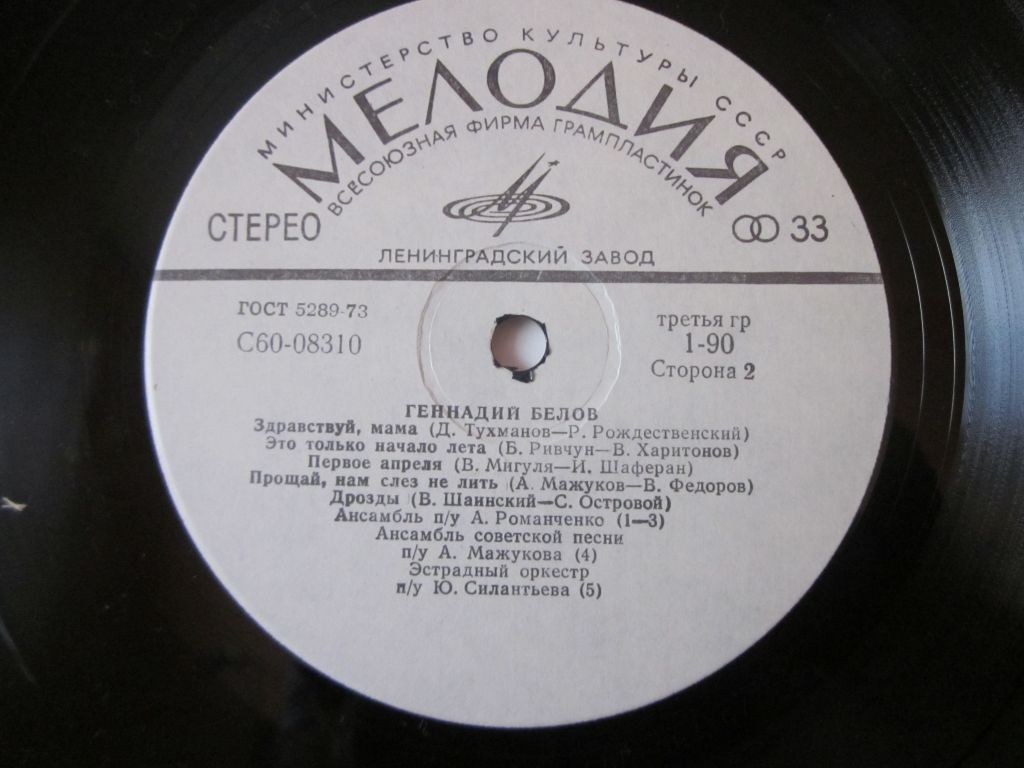 МИНИСТЕРСТВО КУЛЬТУРЫ СССР
МЕЛОДИЯ
ВСЕСОЮЗНАЯ ФИРМА ГРАМПЛАСТИНОК
СТЕРЕО
33
ЛЕНИНГРАДСКИЙ ЗАВОД
ГОСТ 5289-73
С60-08310
третья гр
1-90
Сторона 2
ГЕННАДИЙ БЕЛОВ
Здравствуй, мама (Д. Тухманов—Р. Рождественский)
Это только начало лета (Б. Ривчун—В. Харитонов)
Первое апреля (В. Мигуля—И. Шаферан)
Прощай, нам слез не лить (А. Мажуков—В. Федоров)
Дрозды (В. Шаинский—С. Островой)
Ансамбль п/у А. Романченко (1—3)
Ансамбль советской песни
п/у А. Мажукова (4)
Эстрадный оркестр
п/у Ю. Силантьева (5)